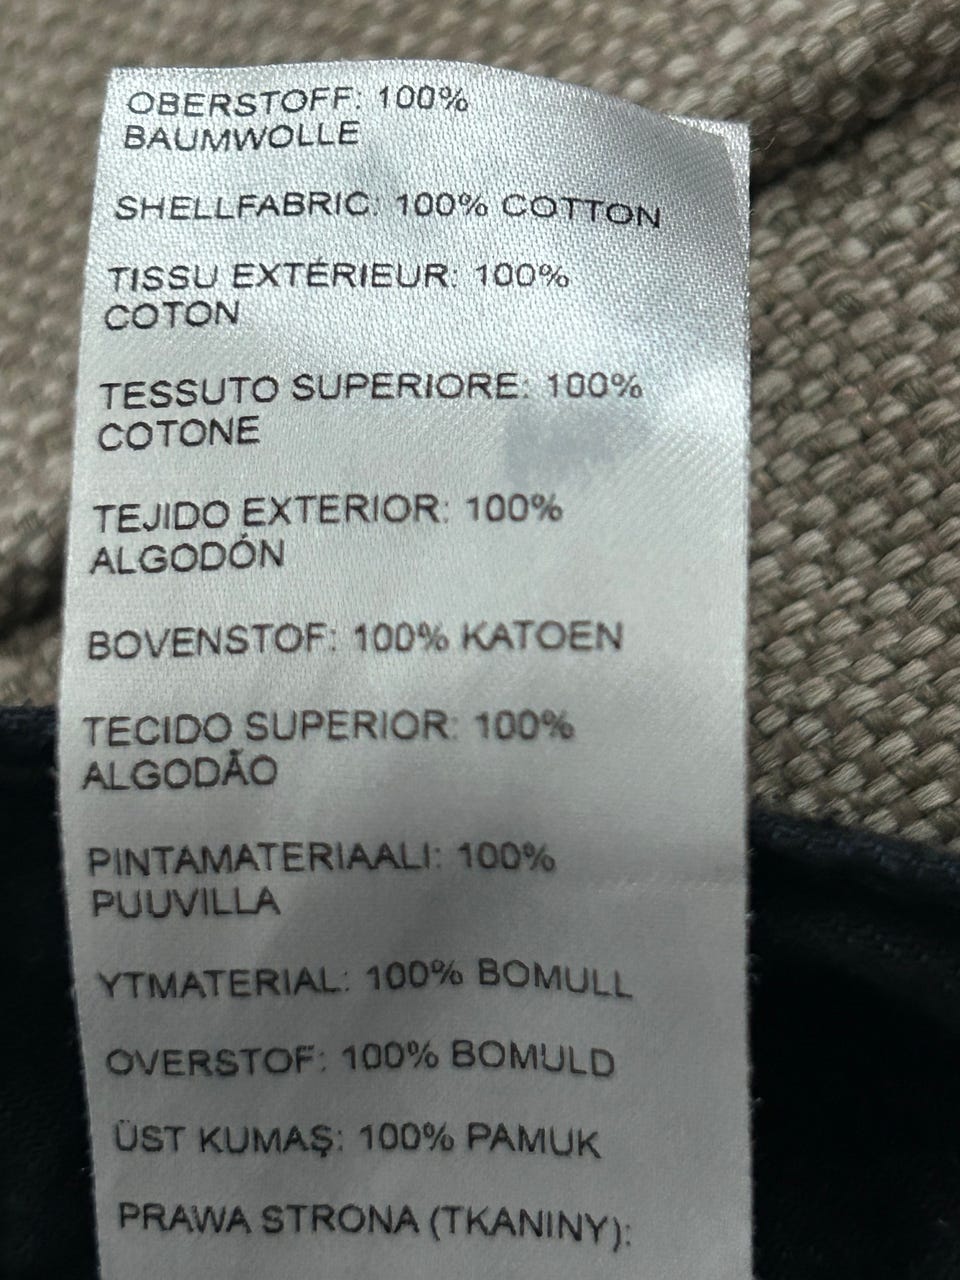 OBERSTOFF: 100%
BAUMWOLLE
SHELLFABRIC: 100% COTTON
TISSU EXTÉRIEUR: 100%
COTON
TESSUTO SUPERIORE: 100%
COTONE
TEJIDO EXTERIOR: 100%
ALGODÓN
BOVENSTOF: 100% KATOEN
TECIDO SUPERIOR: 100%
ALGODÃO
PINTAMATERIAALI: 100%
PUUVILLA
YTMATERIAL: 100% BOMULL
OVERSTOF: 100% BOMULD
ÜST KUMAŞ: 100% PAMUK
PRAWA STRONA (TKANINY):